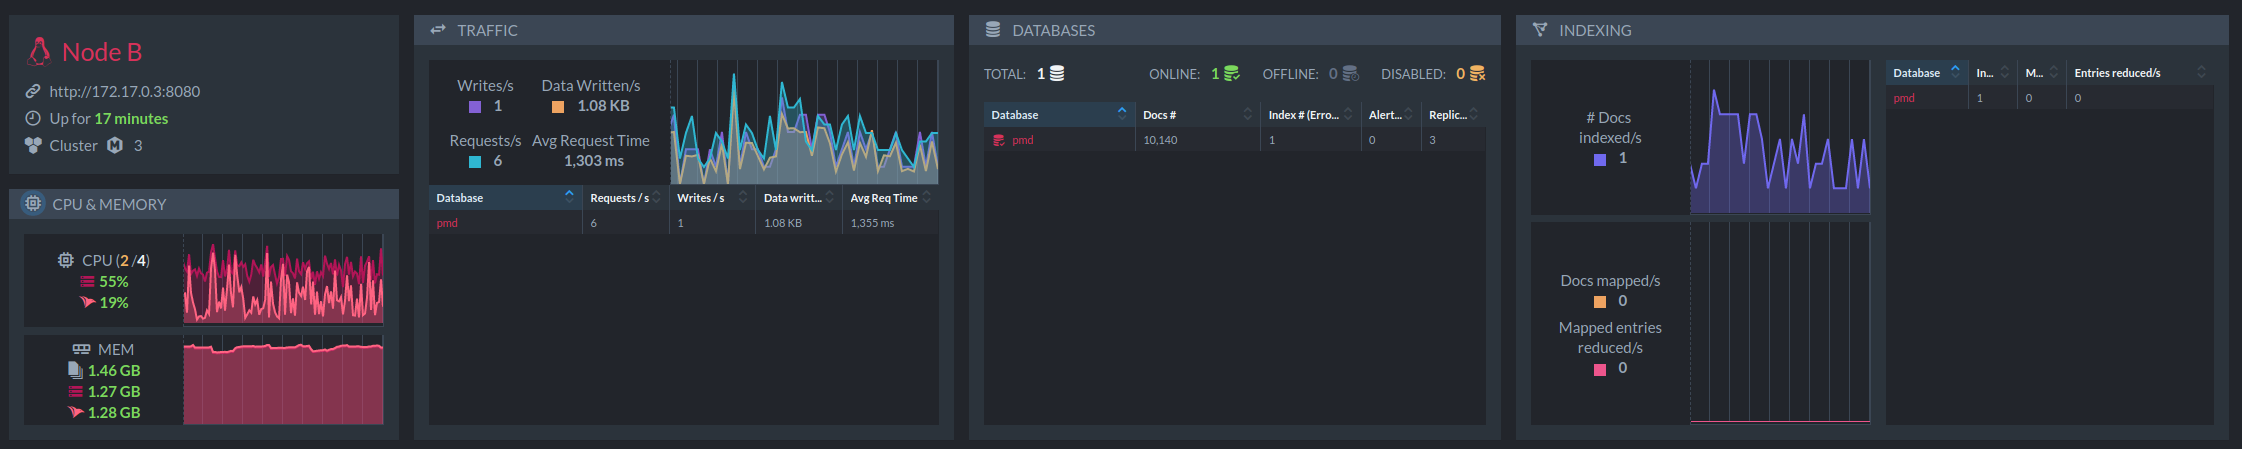 Node B
http://172.17.0.3:8080
Up for 17 minutes
Cluster M 3
CPU & MEMORY
CPU (2 /4)
55%
19%
MEM
1.46 GB
1.27 GB
1.28 GB
TRAFFIC
Writes/s Data Written/s
1 1.08 KB
Requests/s Avg Request Time
6 1,303 ms
Database Requests / s Writes / s Data writt... Avg Req Time
pmd 6 1 1.08 KB 1,355 ms
DATABASES
TOTAL: 1 ONLINE: 1 OFFLINE: 0 DISABLED: 0
Database Docs # Index # (Erro... Alert... Replic...
pmd 10,140 1 0 3
INDEXING
# Docs
indexed/s
1
Docs mapped/s
0
Mapped entries
reduced/s
0
Database In... M... Entries reduced/s
pmd 1 0 0